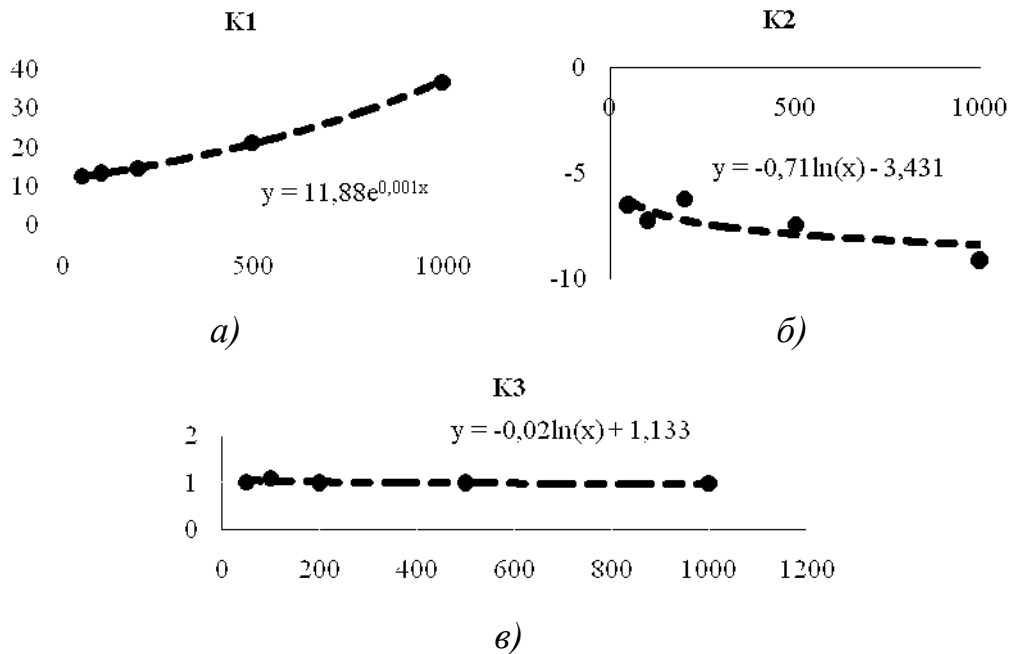 K1
40
30
20
10
0
0 500 1000
y = 11,88e^0,001x
а)
K2
0
0 500 1000
y = -0,71ln(x) - 3,431
-5
-10
б)
K3
y = -0,02ln(x) + 1,133
2
1
0
0 200 400 600 800 1000 1200
в)